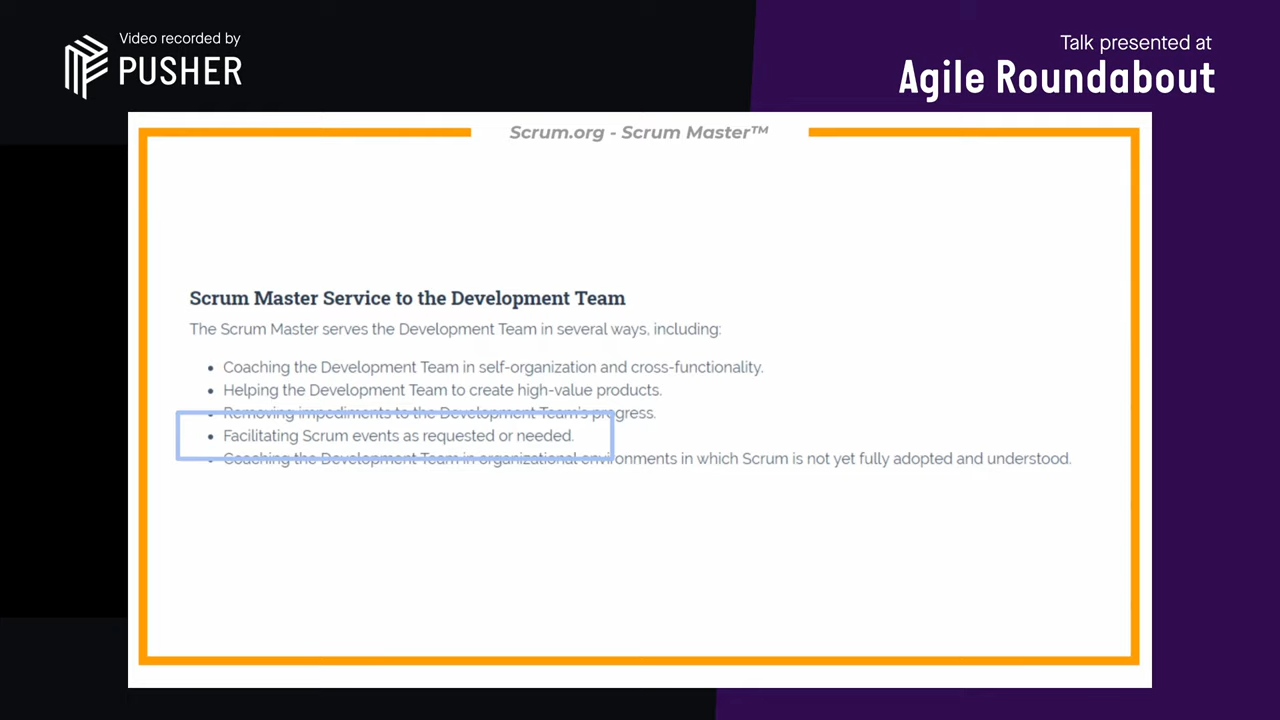 Video recorded by
PUSHER
Talk presented at
Agile Roundabout
Scrum.org - Scrum Master™
Scrum Master Service to the Development Team
The Scrum Master serves the Development Team in several ways, including:
• Coaching the Development Team in self-organization and cross-functionality.
• Helping the Development Team to create high-value products.
• Removing impediments to the Development Team's progress.
• Facilitating Scrum events as requested or needed.
• Coaching the Development Team in organizational environments in which Scrum is not yet fully adopted and understood.